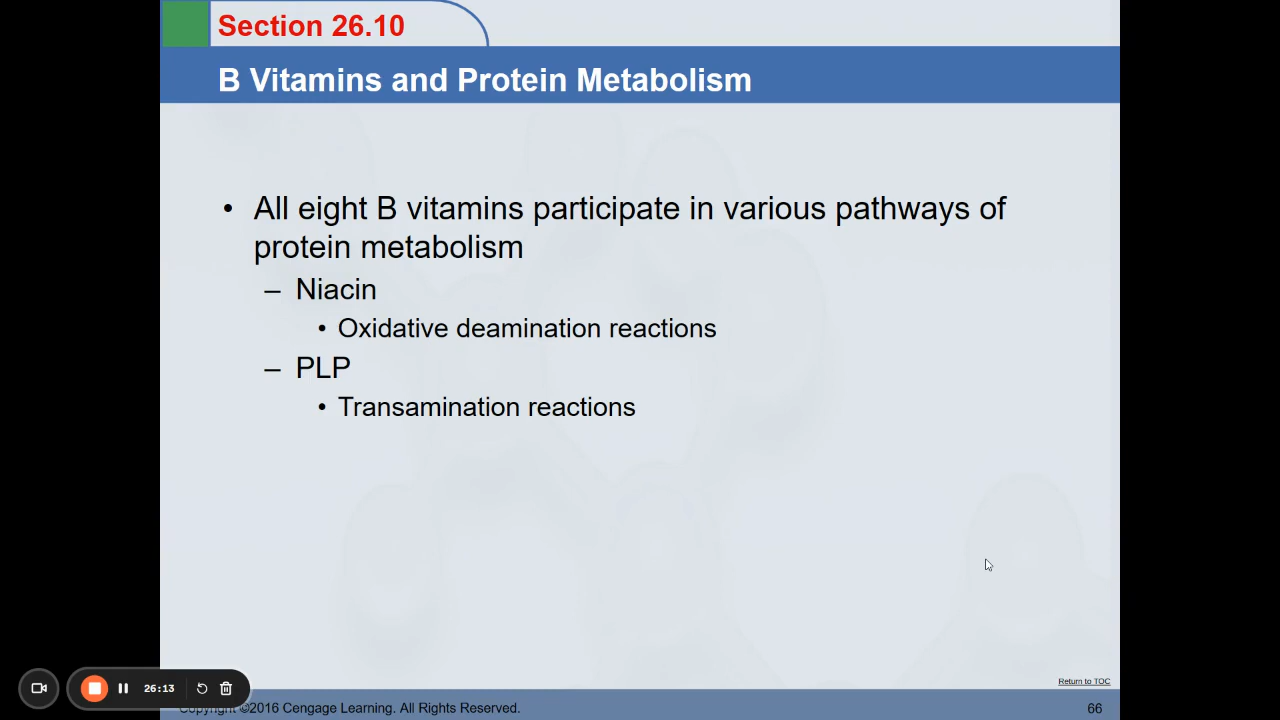 Section 26.10
B Vitamins and Protein Metabolism
• All eight B vitamins participate in various pathways of
protein metabolism
– Niacin
• Oxidative deamination reactions
– PLP
• Transamination reactions
Return to TOC
26:13
Copyright ©2016 Cengage Learning. All Rights Reserved.
66